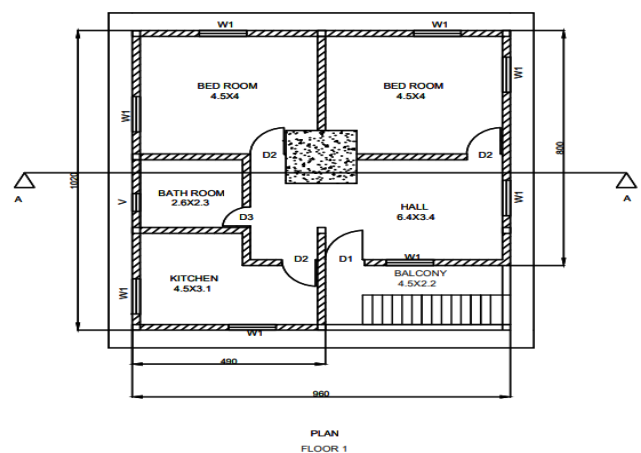 W1
W1
BED ROOM
4.5X4
BED ROOM
4.5X4
W1
W1
D2
D2
1020
800
A
A
BATH ROOM
2.6X2.3
V
D3
HALL
6.4X3.4
W1
D2
D1
W1
KITCHEN
4.5X3.1
BALCONY
4.5X2.2
W1
W1
490
960
PLAN
FLOOR 1